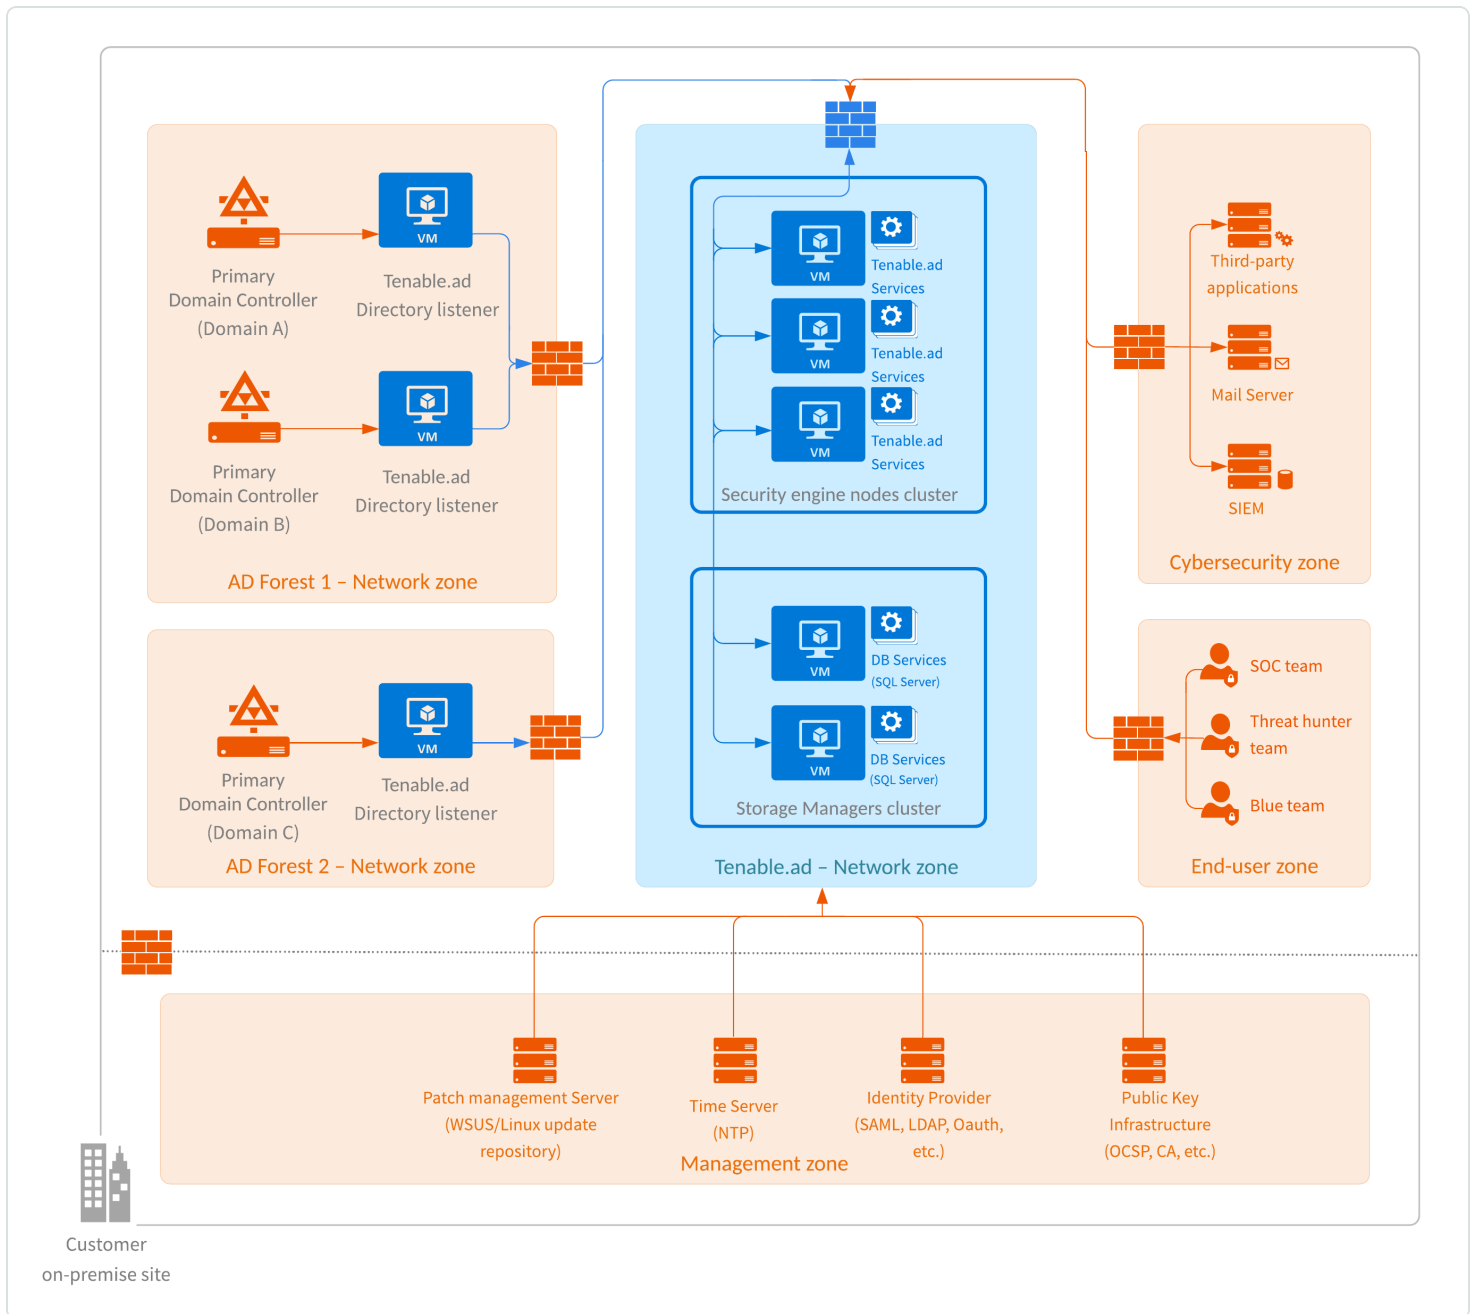 VM
Primary
Domain Controller
(Domain A)
Tenable.ad
Directory listener
VM
Primary
Domain Controller
(Domain B)
Tenable.ad
Directory listener
AD Forest 1 – Network zone
VM
Primary
Domain Controller
(Domain C)
Tenable.ad
Directory listener
AD Forest 2 – Network zone
VM
Tenable.ad
Services
VM
Tenable.ad
Services
VM
Tenable.ad
Services
Security engine nodes cluster
VM
DB Services
(SQL Server)
VM
DB Services
(SQL Server)
Storage Managers cluster
Tenable.ad – Network zone
Third-party
applications
Mail Server
SIEM
Cybersecurity zone
SOC team
Threat hunter
team
Blue team
End-user zone
Patch management Server
(WSUS/Linux update
repository)
Time Server
(NTP)
Identity Provider
(SAML, LDAP, Oauth,
etc.)
Public Key
Infrastructure
(OCSP, CA, etc.)
Management zone
Customer
on-premise site